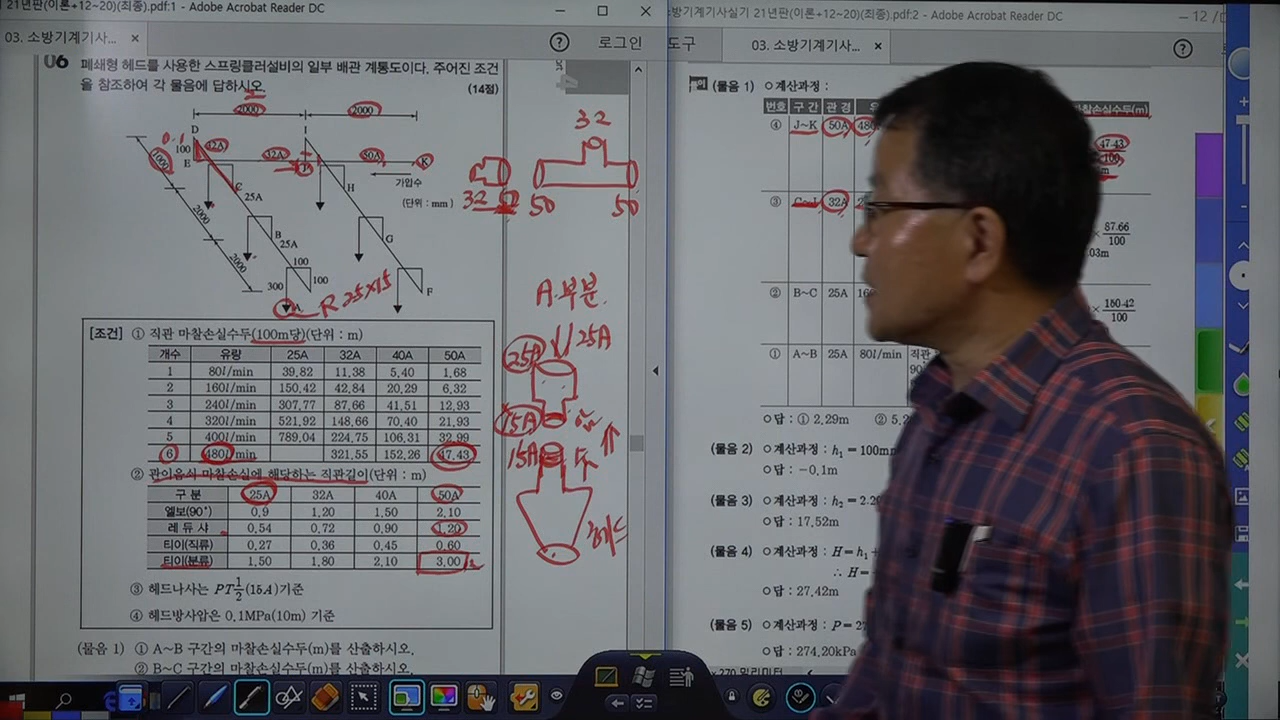 21년판(이론+12~20)(최종).pdf:1 - Adobe Acrobat Reader DC
03. 소방기계기사... ×
로그인
06 폐쇄형 헤드를 사용한 스프링클러설비의 일부 배관 계통도이다. 주어진 조건
을 참조하여 각 물음에 답하시오.
(14점)
2000
2000
D
100
E
32A
32A
50A
K
C
25A
H
가압수
(단위 : mm)
1000
2000
2000
B
25A
G
100
300
100
A
F
R 25×15
0.1
32
32 50
50 50
A.부분
25A
25A
15A
15A
헤드
[조건] ① 직관 마찰손실수두(100m당)(단위 : m)
개수 유량 25A 32A 40A 50A
1 80l/min 39.82 11.38 5.40 1.68
2 160l/min 150.42 42.84 20.29 6.32
3 240l/min 307.77 87.66 41.51 12.93
4 320l/min 521.92 148.66 70.40 21.93
5 400l/min 789.04 224.75 106.31 32.99
6 480l/min 321.55 152.26 47.43
② 관이음쇠 마찰손실에 해당하는 직관길이(단위 : m)
구 분 25A 32A 40A 50A
엘보(90°) 0.9 1.20 1.50 2.10
레 듀 샤 0.54 0.72 0.90 1.20
티이(직류) 0.27 0.36 0.45 0.60
티이(분류) 1.50 1.80 2.10 3.00
③ 헤드나사는 PT1/2(15A)기준
④ 헤드방사압은 0.1MPa(10m) 기준
(물음 1) ① A~B 구간의 마찰손실수두(m)를 산출하시오.
② B~C 구간의 마찰손실수두(m)를 산출하시오.
소방기계기사실기 21년판(이론+12~20)(최종).pdf:2 - Adobe Acrobat Reader DC
도구
03. 소방기계기사... ×
(물음 1) ○계산과정 :
번호 구 간 관 경 마찰손실수두(m)
④ J~K 50A 47.43
100
③ 32A
× 87.66/100
② B~C 25A
× 150.42/100
① A~B 25A 80l/min
○답 : ① 2.29m
(물음 2) ○계산과정 : h₁ = 100mm
○답 : -0.1m
(물음 3) ○계산과정 :
○답 : 17.52m
(물음 4) ○계산과정 : H = h₁ +
∴ H =
○답 : 27.42m
(물음 5) ○계산과정 :
○답 : 274.20kPa